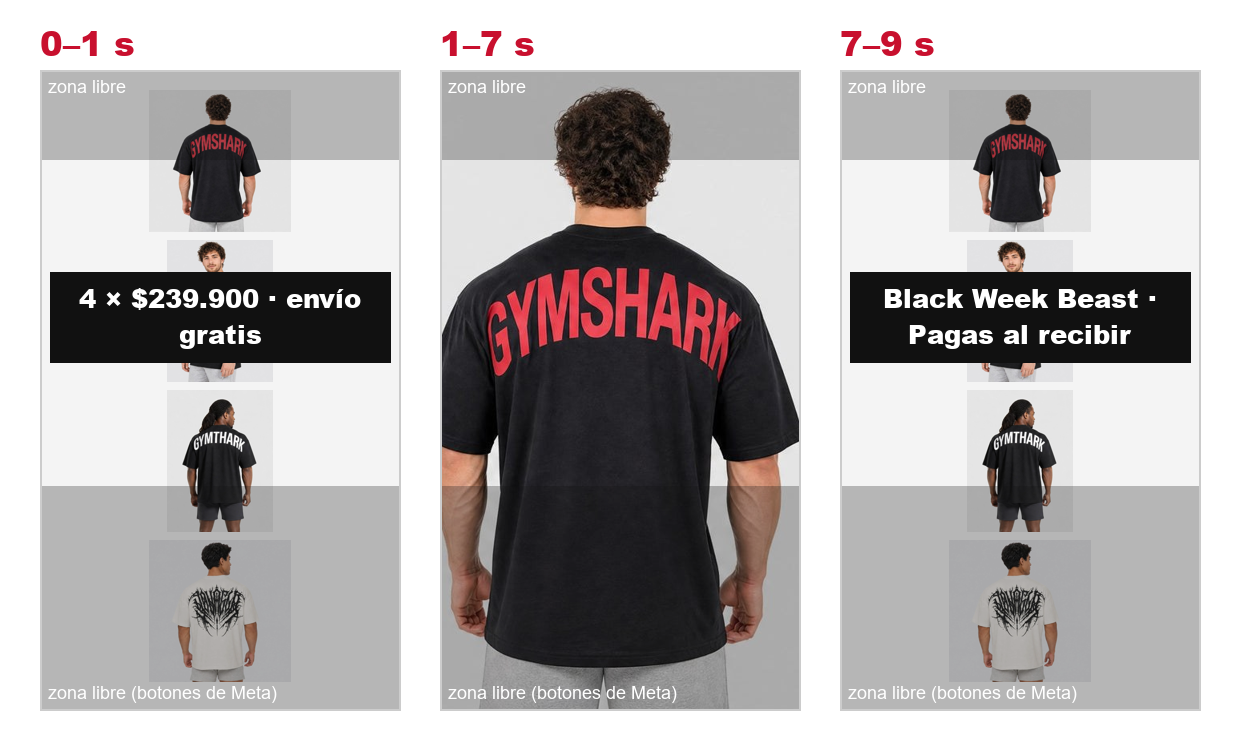 0–1 s
1–7 s
7–9 s
zona libre
zona libre
zona libre
GYMSHARK
GYMSHARK
GYMSHARK
4 × $239.900 · envío
gratis
Black Week Beast ·
Pagas al recibir
GYMTHARK
GYMTHARK
zona libre (botones de Meta)
zona libre (botones de Meta)
zona libre (botones de Meta)